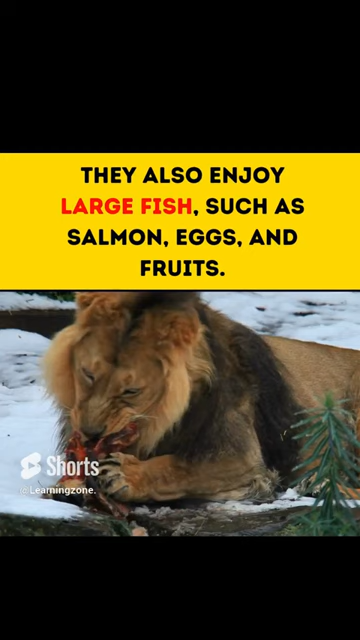 THEY ALSO ENJOY
LARGE FISH, SUCH AS
SALMON, EGGS, AND
FRUITS.
Shorts
@Learningzone.